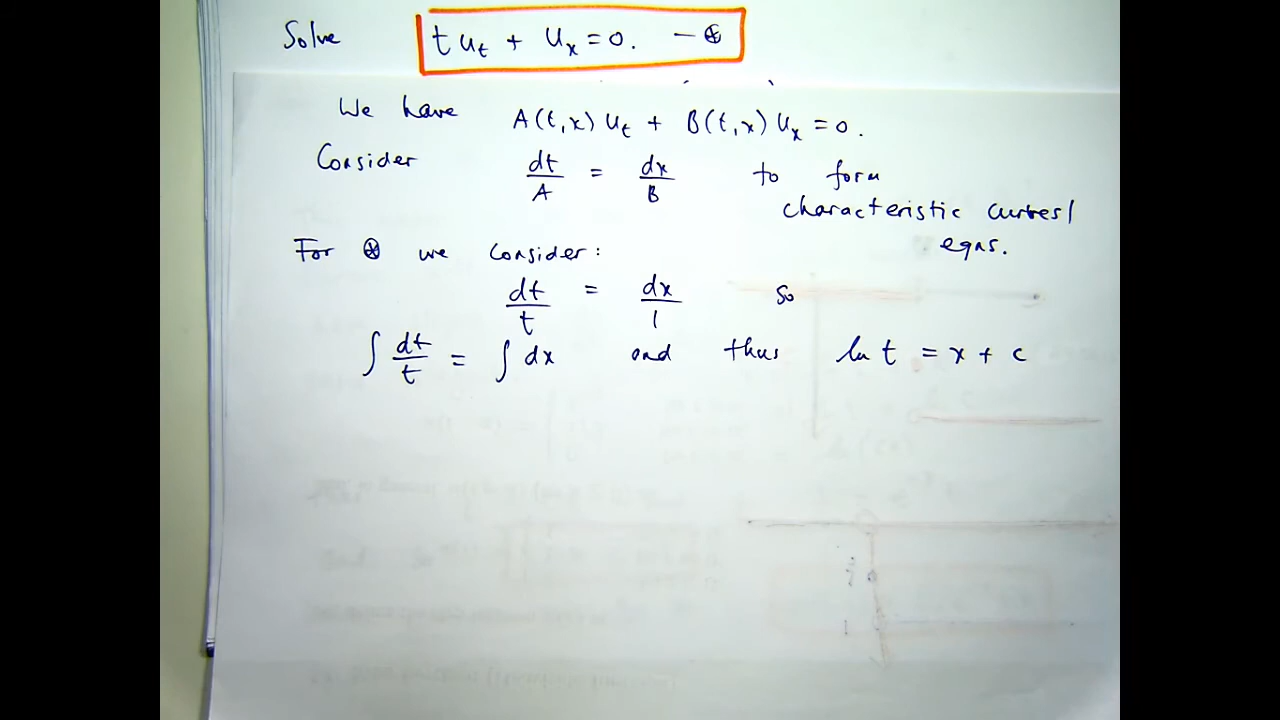 Solve t u_t + u_x = 0. — ⊛
We have A(t,x) u_t + B(t,x) u_x = 0.
Consider dt/A = dx/B to form
characteristic curves/
eqns.
For ⊛ we consider:
dt/t = dx/1 so
∫ dt/t = ∫ dx and thus ln t = x + c